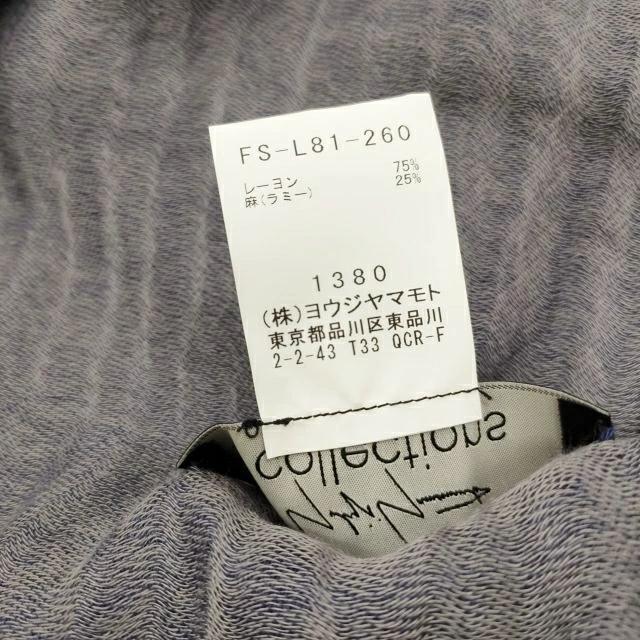 FS-L81-260
レーヨン 75%
麻(ラミー) 25%
1380
(株)ヨウジヤマモト
東京都品川区東品川
2-2-43 T33 QCR-F
collections